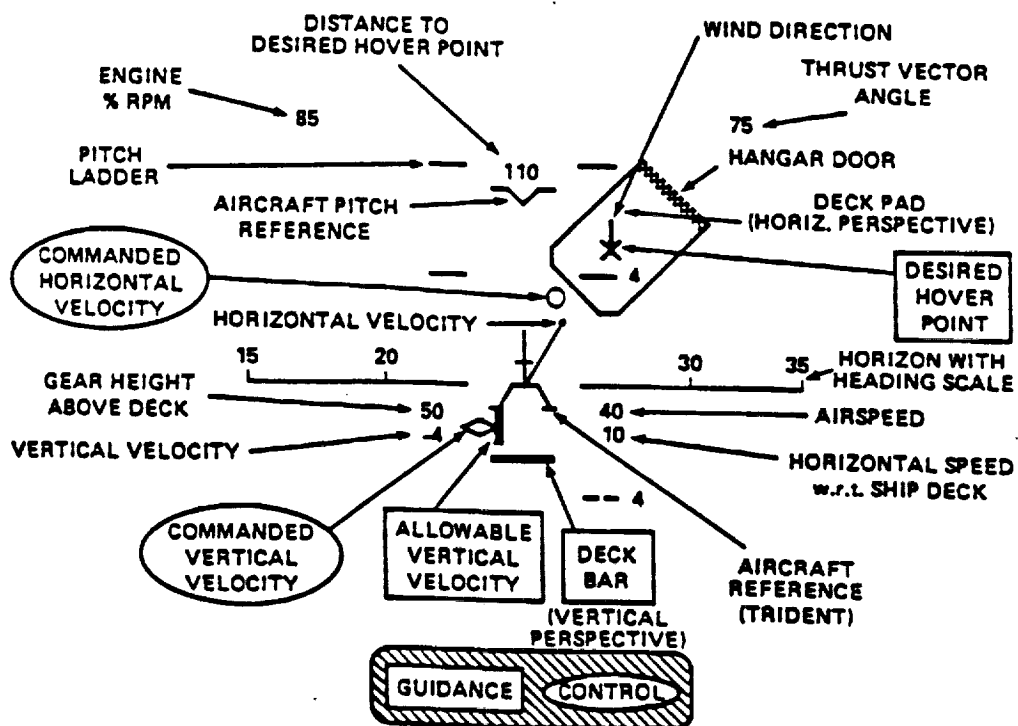 DISTANCE TO
DESIRED HOVER POINT
WIND DIRECTION
ENGINE
% RPM
85
THRUST VECTOR
ANGLE
75
PITCH
LADDER
110
HANGAR DOOR
AIRCRAFT PITCH
REFERENCE
DECK PAD
(HORIZ. PERSPECTIVE)
COMMANDED
HORIZONTAL
VELOCITY
4
DESIRED
HOVER
POINT
HORIZONTAL VELOCITY
15
20
30
35
HORIZON WITH
HEADING SCALE
GEAR HEIGHT
ABOVE DECK
50
40
AIRSPEED
VERTICAL VELOCITY
-4
10
HORIZONTAL SPEED
w.r.t. SHIP DECK
4
COMMANDED
VERTICAL
VELOCITY
ALLOWABLE
VERTICAL
VELOCITY
DECK
BAR
(VERTICAL
PERSPECTIVE)
AIRCRAFT
REFERENCE
(TRIDENT)
GUIDANCE
CONTROL